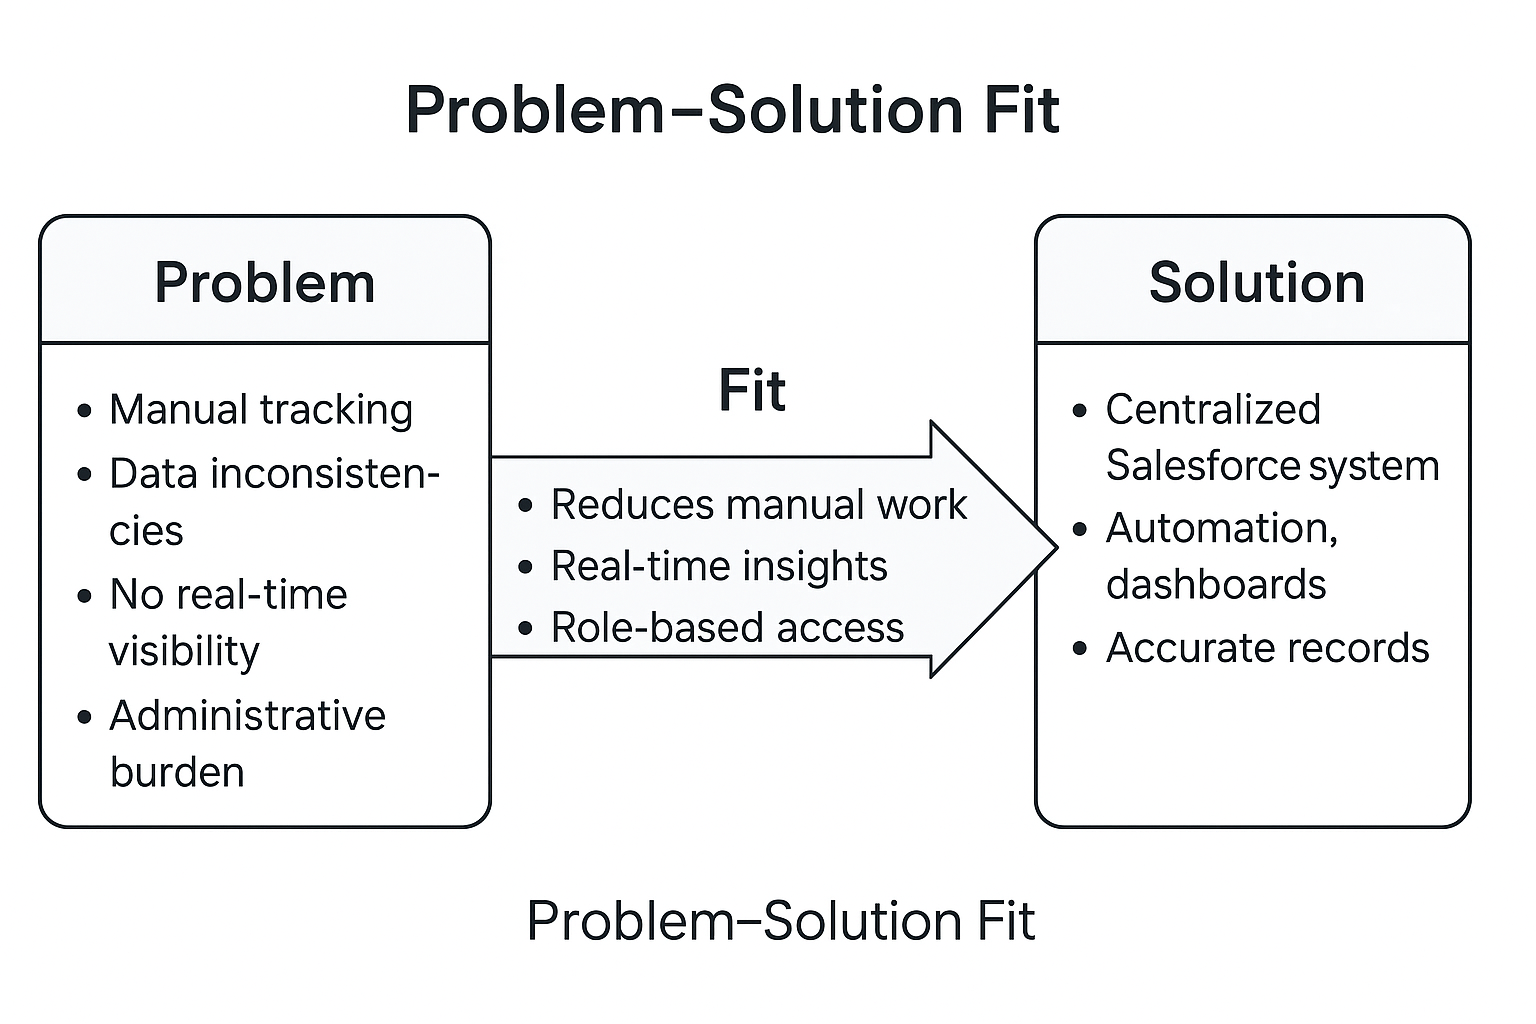 Problem–Solution Fit
Problem
• Manual tracking
• Data inconsisten-
cies
• No real-time
visibility
• Administrative
burden
Fit
• Reduces manual work
• Real-time insights
• Role-based access
Solution
• Centralized
Salesforce system
• Automation,
dashboards
• Accurate records
Problem–Solution Fit